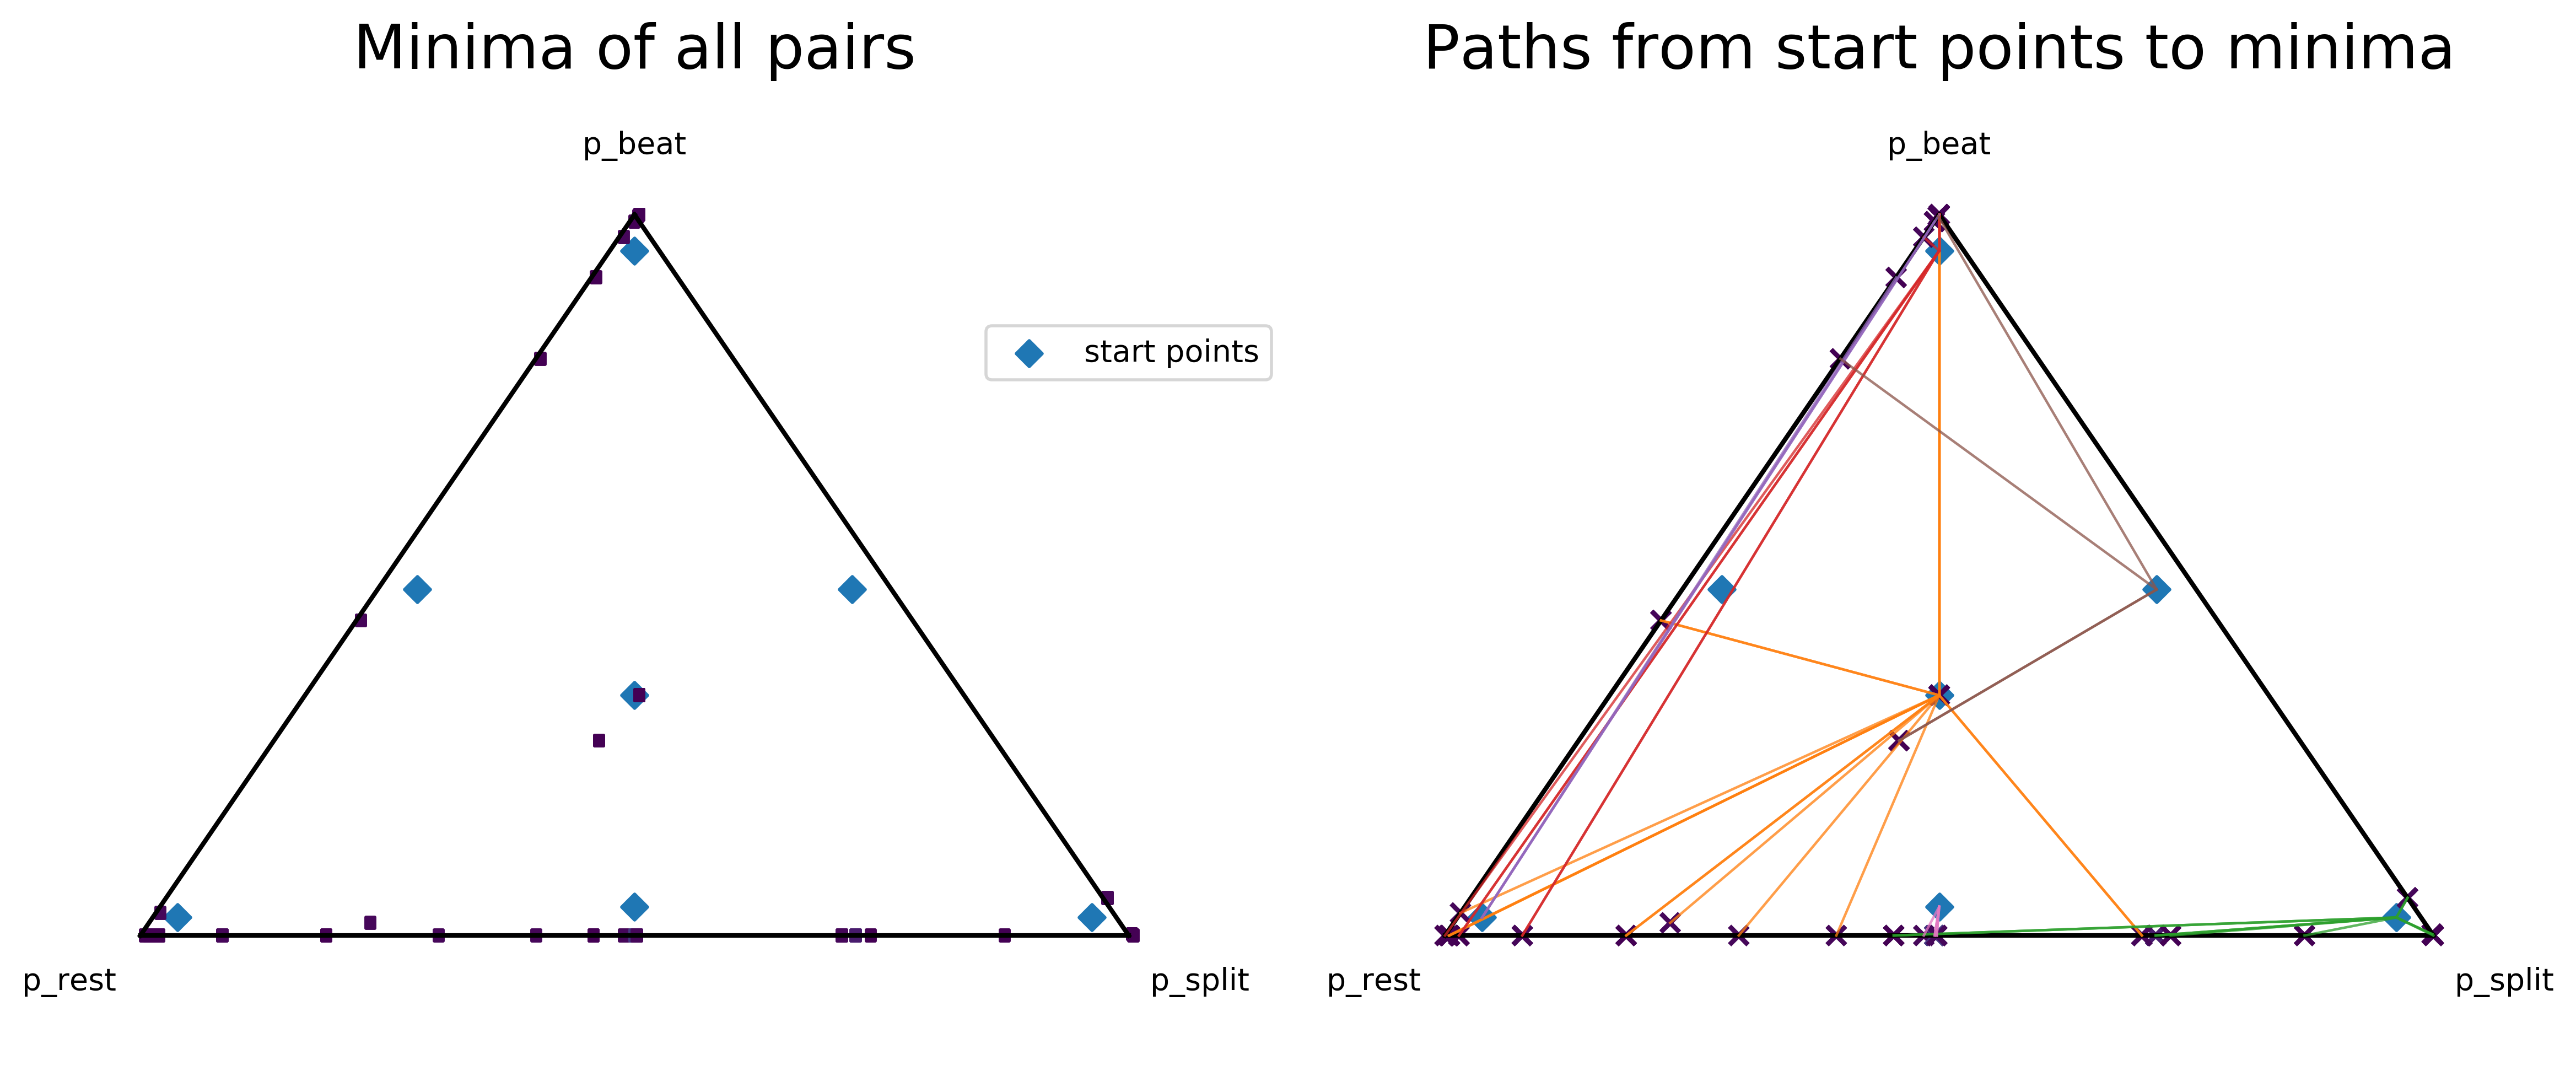 Minima of all pairs
p_beat
start points
p_rest
p_split
Paths from start points to minima
p_beat
p_rest
p_split